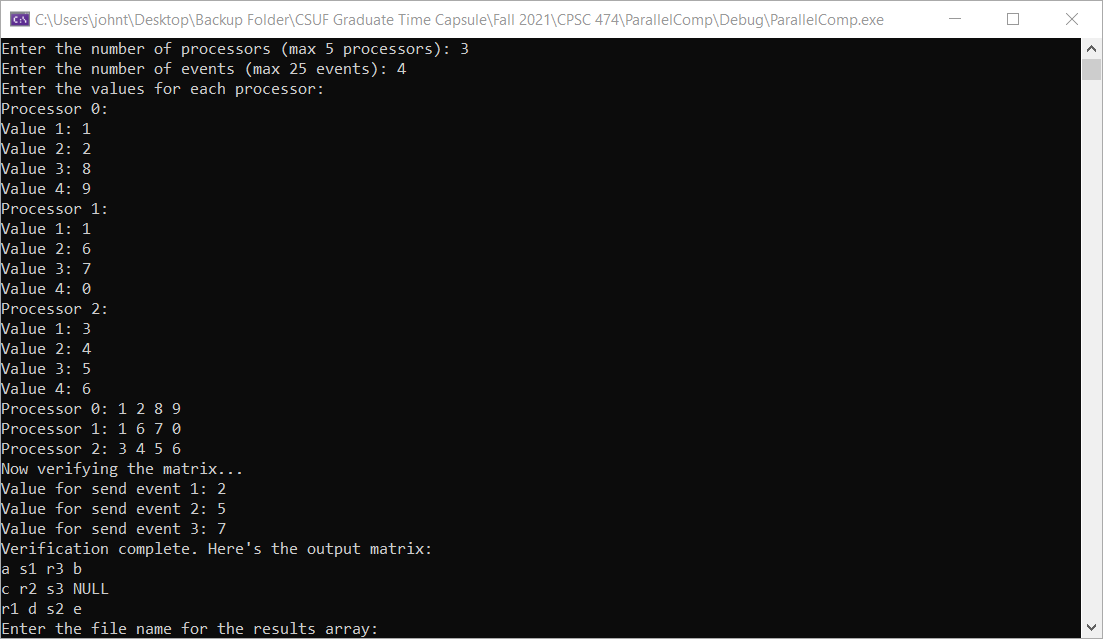 C:\Users\johnt\Desktop\Backup Folder\CSUF Graduate Time Capsule\Fall 2021\CPSC 474\ParallelComp\Debug\ParallelComp.exe
Enter the number of processors (max 5 processors): 3
Enter the number of events (max 25 events): 4
Enter the values for each processor:
Processor 0:
Value 1: 1
Value 2: 2
Value 3: 8
Value 4: 9
Processor 1:
Value 1: 1
Value 2: 6
Value 3: 7
Value 4: 0
Processor 2:
Value 1: 3
Value 2: 4
Value 3: 5
Value 4: 6
Processor 0: 1 2 8 9
Processor 1: 1 6 7 0
Processor 2: 3 4 5 6
Now verifying the matrix...
Value for send event 1: 2
Value for send event 2: 5
Value for send event 3: 7
Verification complete. Here's the output matrix:
a s1 r3 b
c r2 s3 NULL
r1 d s2 e
Enter the file name for the results array: